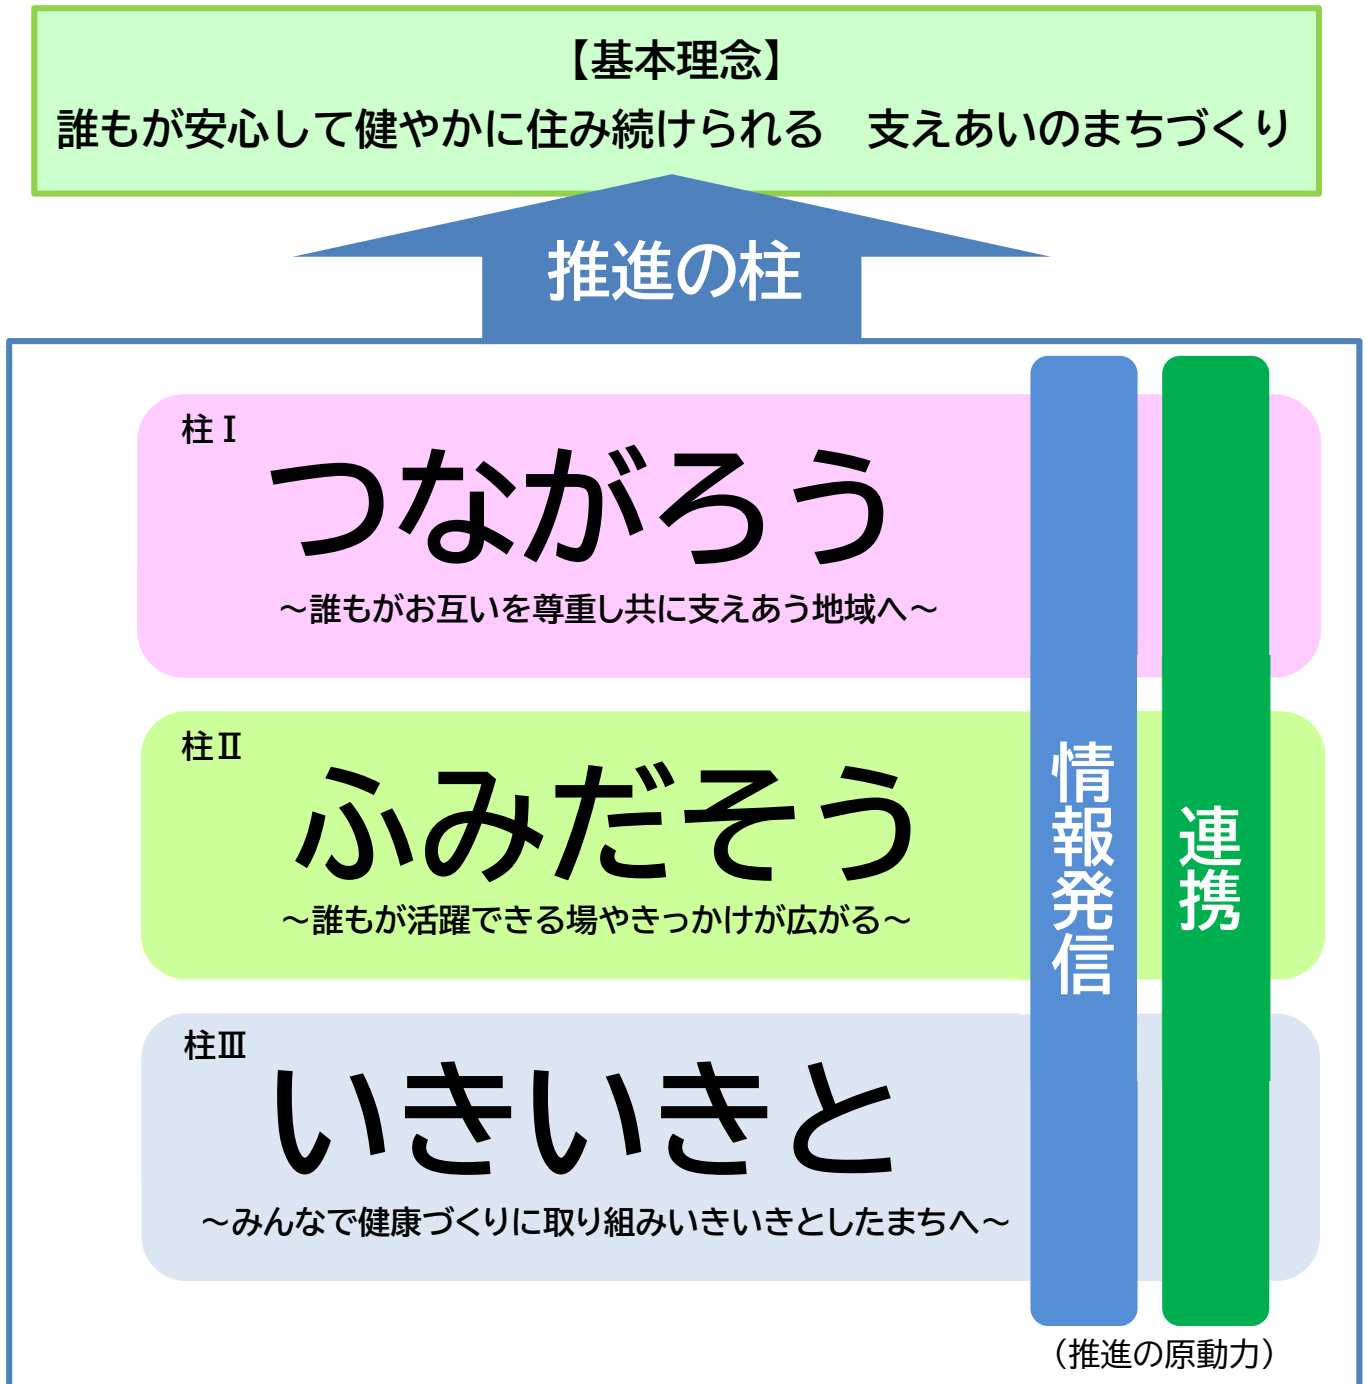 【基本理念】
誰もが安心して健やかに住み続けられる　支えあいのまちづくり
推進の柱
柱Ⅰ
つながろう
～誰もがお互いを尊重し共に支えあう地域へ～
柱Ⅱ
ふみだそう
～誰もが活躍できる場やきっかけが広がる～
柱Ⅲ
いきいきと
～みんなで健康づくりに取り組みいきいきとしたまちへ～
情報発信
連携
（推進の原動力）